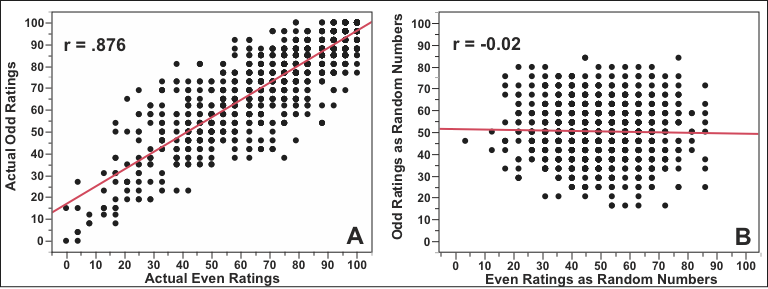 r = .876
Actual Odd Ratings
100
90
80
70
60
50
40
30
20
10
0
0 10 20 30 40 50 60 70 80 90 100
Actual Even Ratings
A
r = -0.02
Odd Ratings as Random Numbers
100
90
80
70
60
50
40
30
20
10
0
0 10 20 30 40 50 60 70 80 90 100
Even Ratings as Random Numbers
B